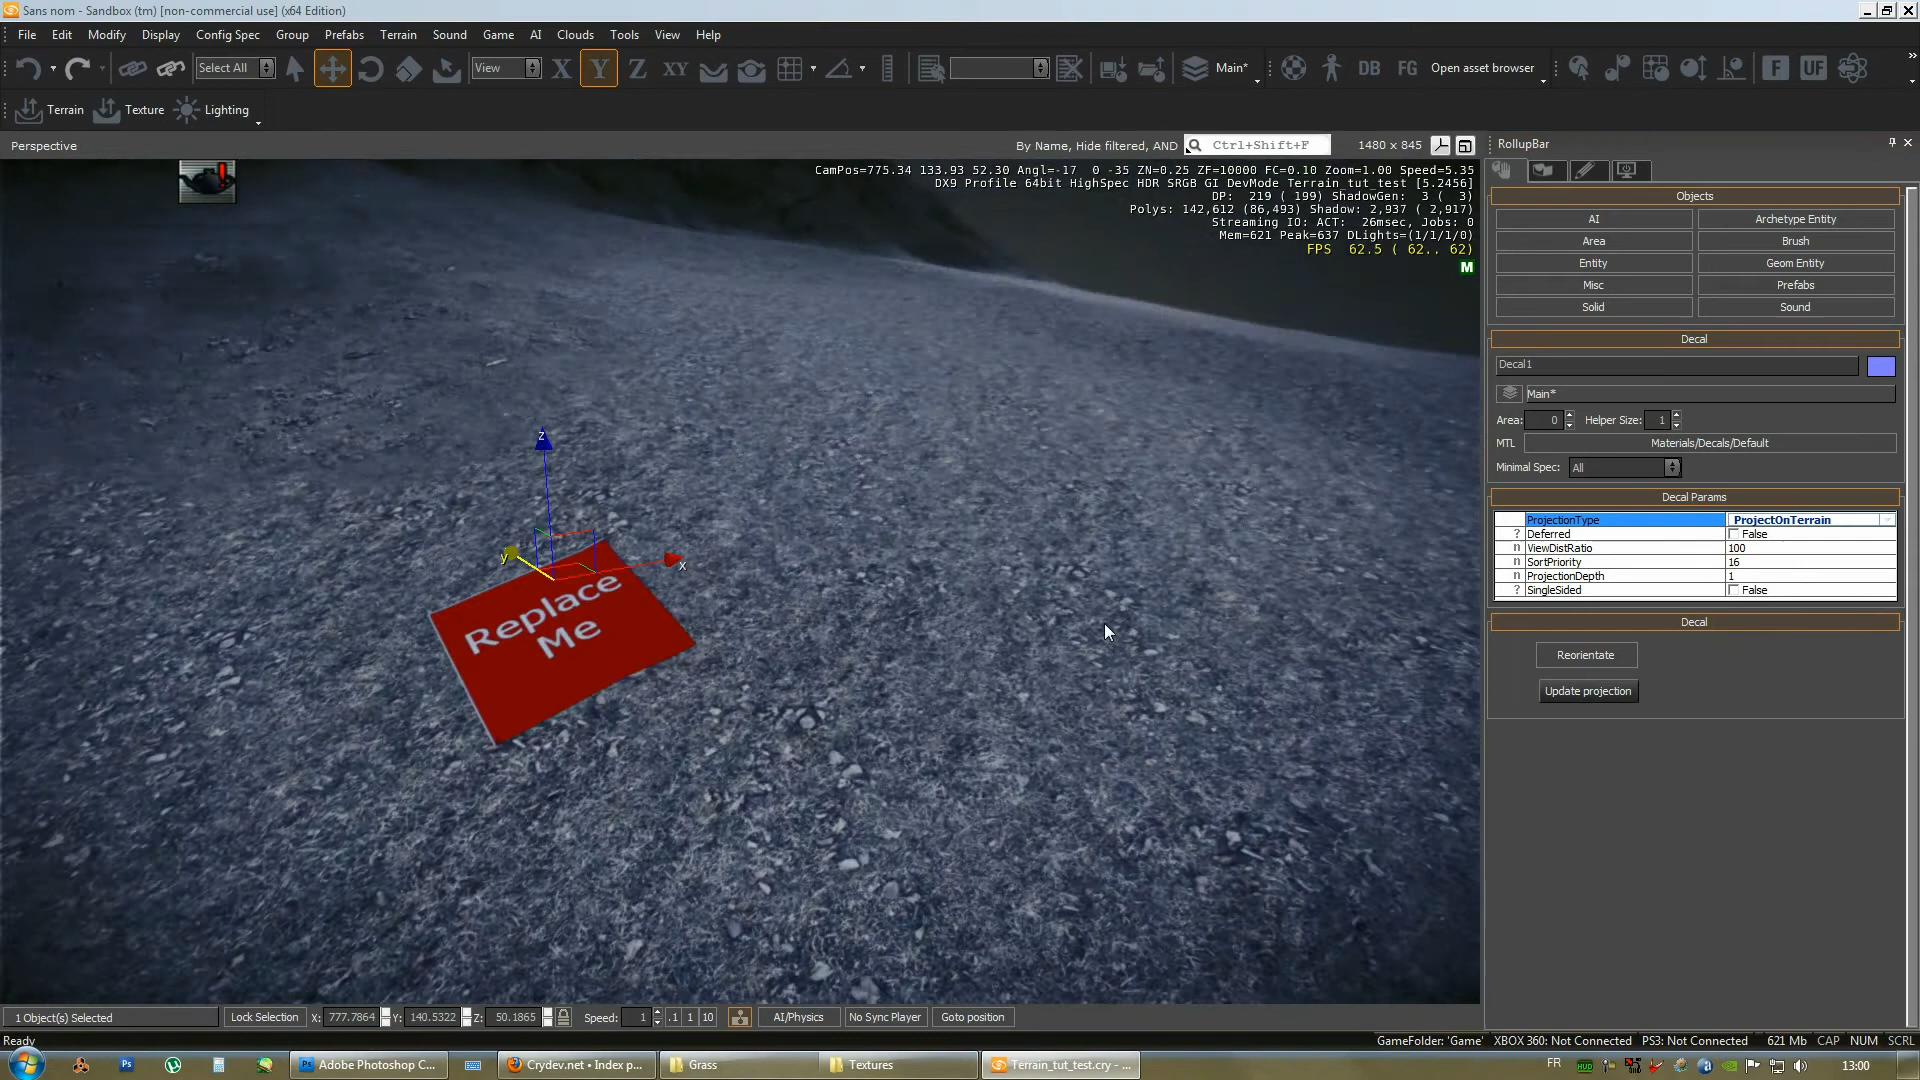 Sans nom - Sandbox (tm) [non-commercial use] (x64 Edition)
File Edit Modify Display Config Spec Group Prefabs Terrain Sound Game AI Clouds Tools View Help
Select All View X Y Z XY Main* DB FG Open asset browser F UF
Terrain Texture Lighting
Perspective By Name, Hide filtered, AND Ctrl+Shift+F 1480 x 845 RollupBar
CamPos=775.34 133.93 52.30 Angl=-17 0 -35 ZN=0.25 ZF=10000 FC=0.10 Zoom=1.00 Speed=5.35
DX9 Profile 64bit HighSpec HDR SRGB GI DevMode Terrain_tut_test [5.2456]
DP: 219 ( 199) ShadowGen: 3 ( 3)
Polys: 142,612 (86,493) Shadow: 2,937 ( 2,917)
Streaming IO: ACT: 26msec, Jobs: 0
Mem=621 Peak=637 DLights=(1/1/1/0)
FPS 62.5 ( 62.. 62)
M
Objects
AI Archetype Entity
Area Brush
Entity Geom Entity
Misc Prefabs
Solid Sound
Decal
Decal1
Main*
Area: 0 Helper Size: 1
MTL Materials/Decals/Default
Minimal Spec: All
Decal Params
ProjectionType ProjectOnTerrain
? Deferred False
n ViewDistRatio 100
n SortPriority 16
n ProjectionDepth 1
? SingleSided False
Decal
Reorientate
Update projection
z
y
x
Replace
Me
1 Object(s) Selected Lock Selection X: 777.7864 Y: 140.5322 Z: 50.1865 Speed: 1 .1 1 10 AI/Physics No Sync Player Goto position
Ready GameFolder: 'Game' XBOX 360: Not Connected PS3: Not Connected 621 Mb CAP NUM SCRL
Ps Ps Adobe Photoshop C... Crydev.net • Index p... Grass Textures Terrain_tut_test.cry - ... FR 13:00